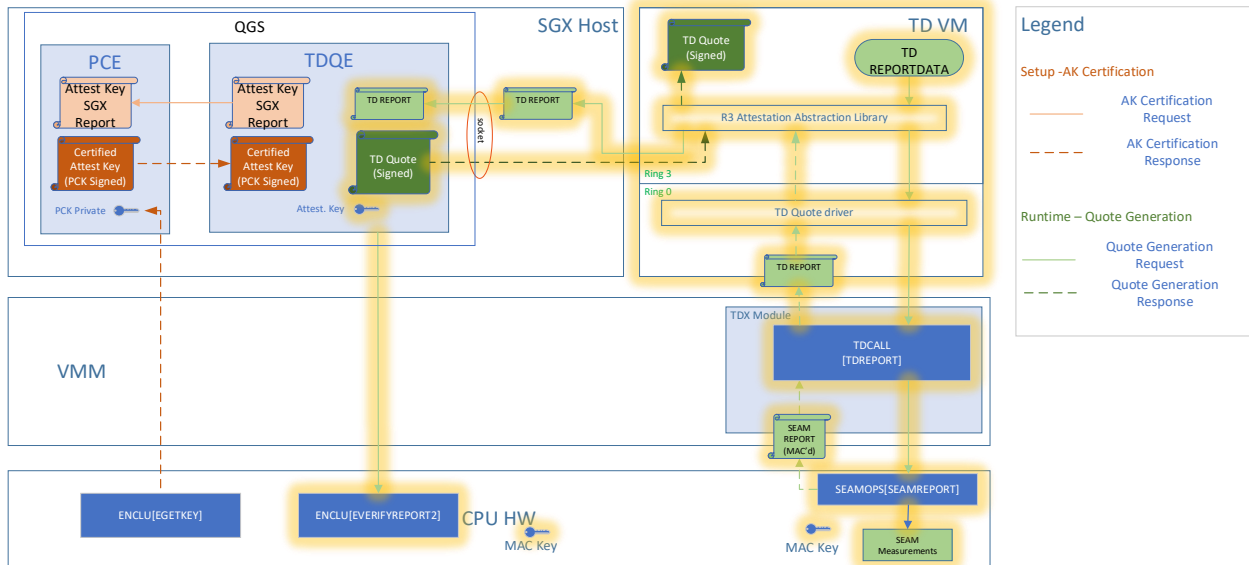 QGS
SGX Host
TD VM
Legend
PCE
TDQE
Attest Key
SGX
Report
Attest Key
SGX
Report
Certified
Attest Key
(PCK Signed)
Certified
Attest Key
(PCK Signed)
PCK Private
Attest. Key
TD REPORT
TD Quote
(Signed)
socket
TD REPORT
TD Quote
(Signed)
TD
REPORTDATA
R3 Attestation Abstraction Library
Ring 3
Ring 0
TD Quote driver
TD REPORT
Setup -AK Certification
AK Certification
Request
AK Certification
Response
Runtime – Quote Generation
Quote Generation
Request
Quote Generation
Response
VMM
TDX Module
TDCALL
[TDREPORT]
SEAM
REPORT
(MAC'd)
ENCLU[EGETKEY]
ENCLU[EVERIFYREPORT2]
CPU HW
MAC Key
SEAMOPS[SEAMREPORT]
MAC Key
SEAM
Measurements